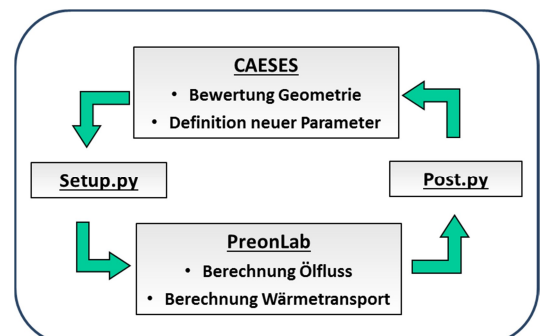 CAESES
• Bewertung Geometrie
• Definition neuer Parameter
Setup.py
Post.py
PreonLab
• Berechnung Ölfluss
• Berechnung Wärmetransport